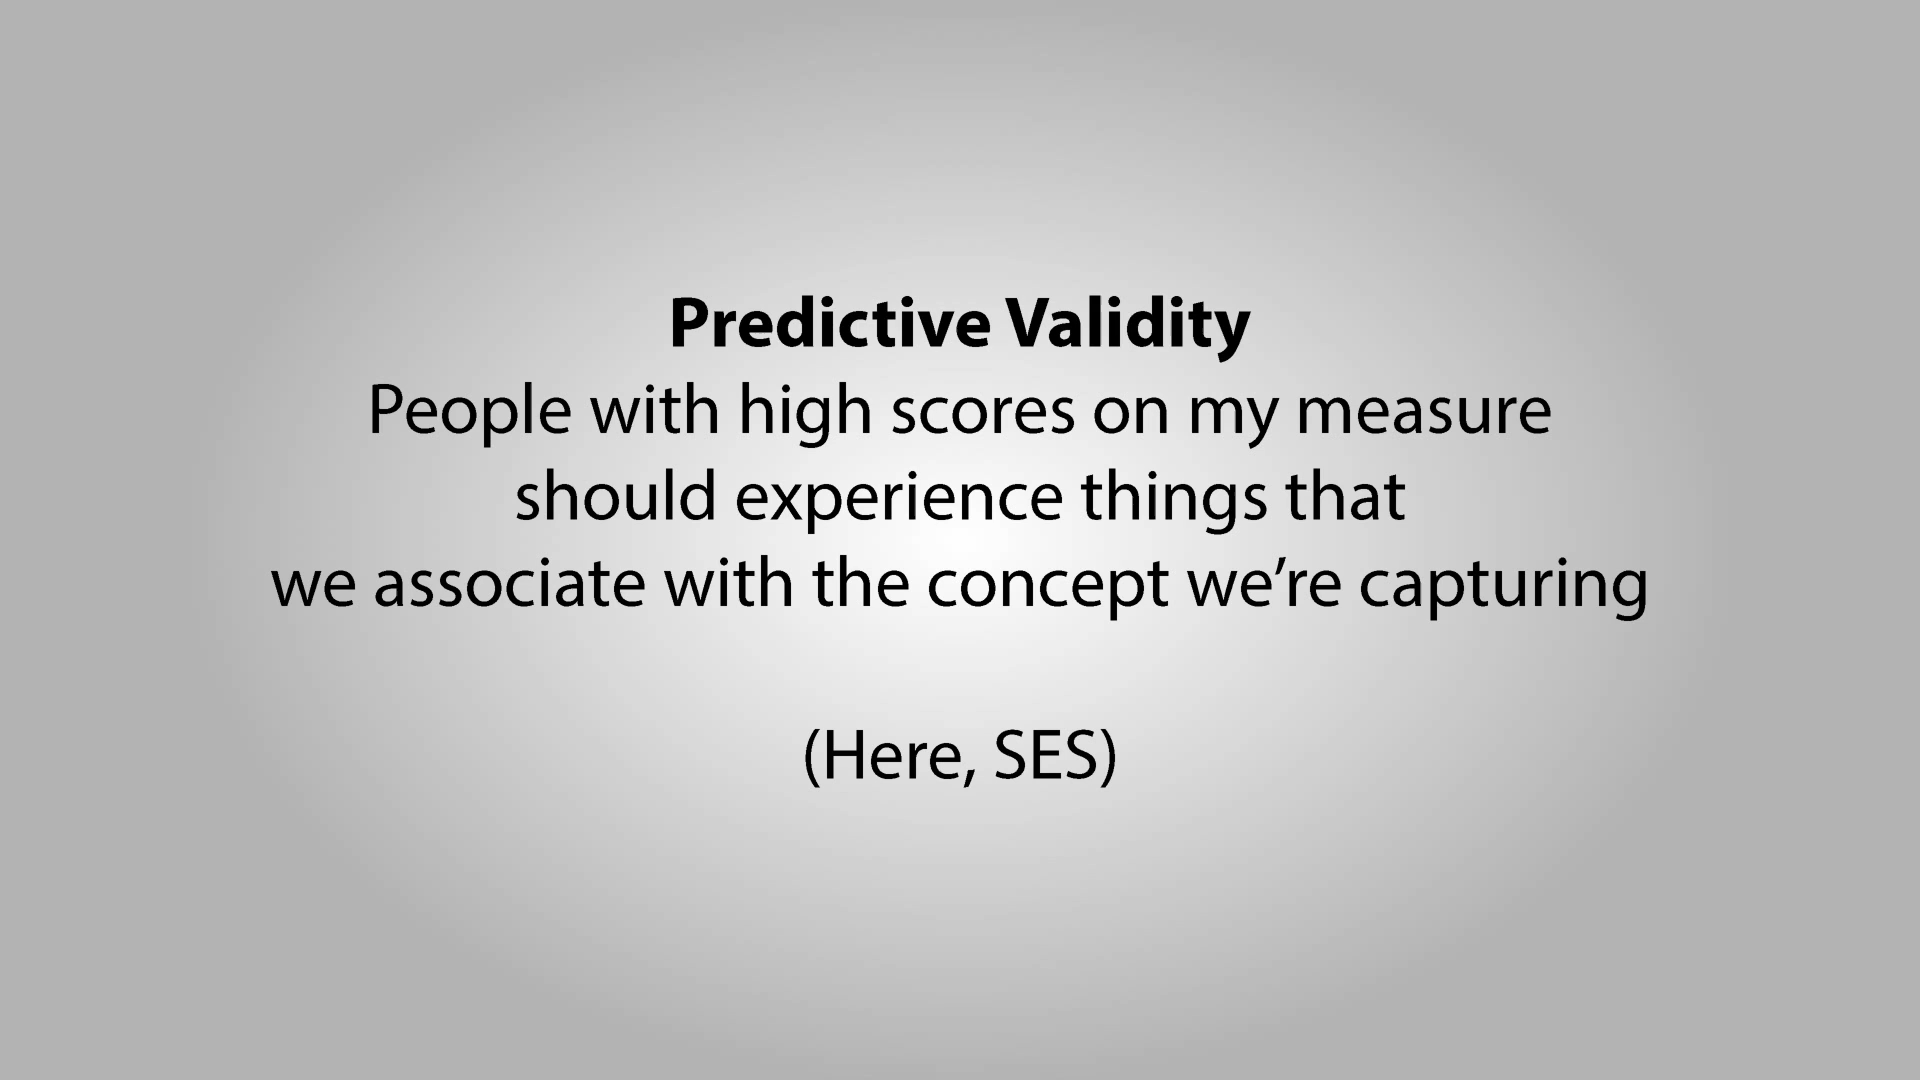 Predictive Validity
People with high scores on my measure
should experience things that
we associate with the concept we’re capturing
(Here, SES)